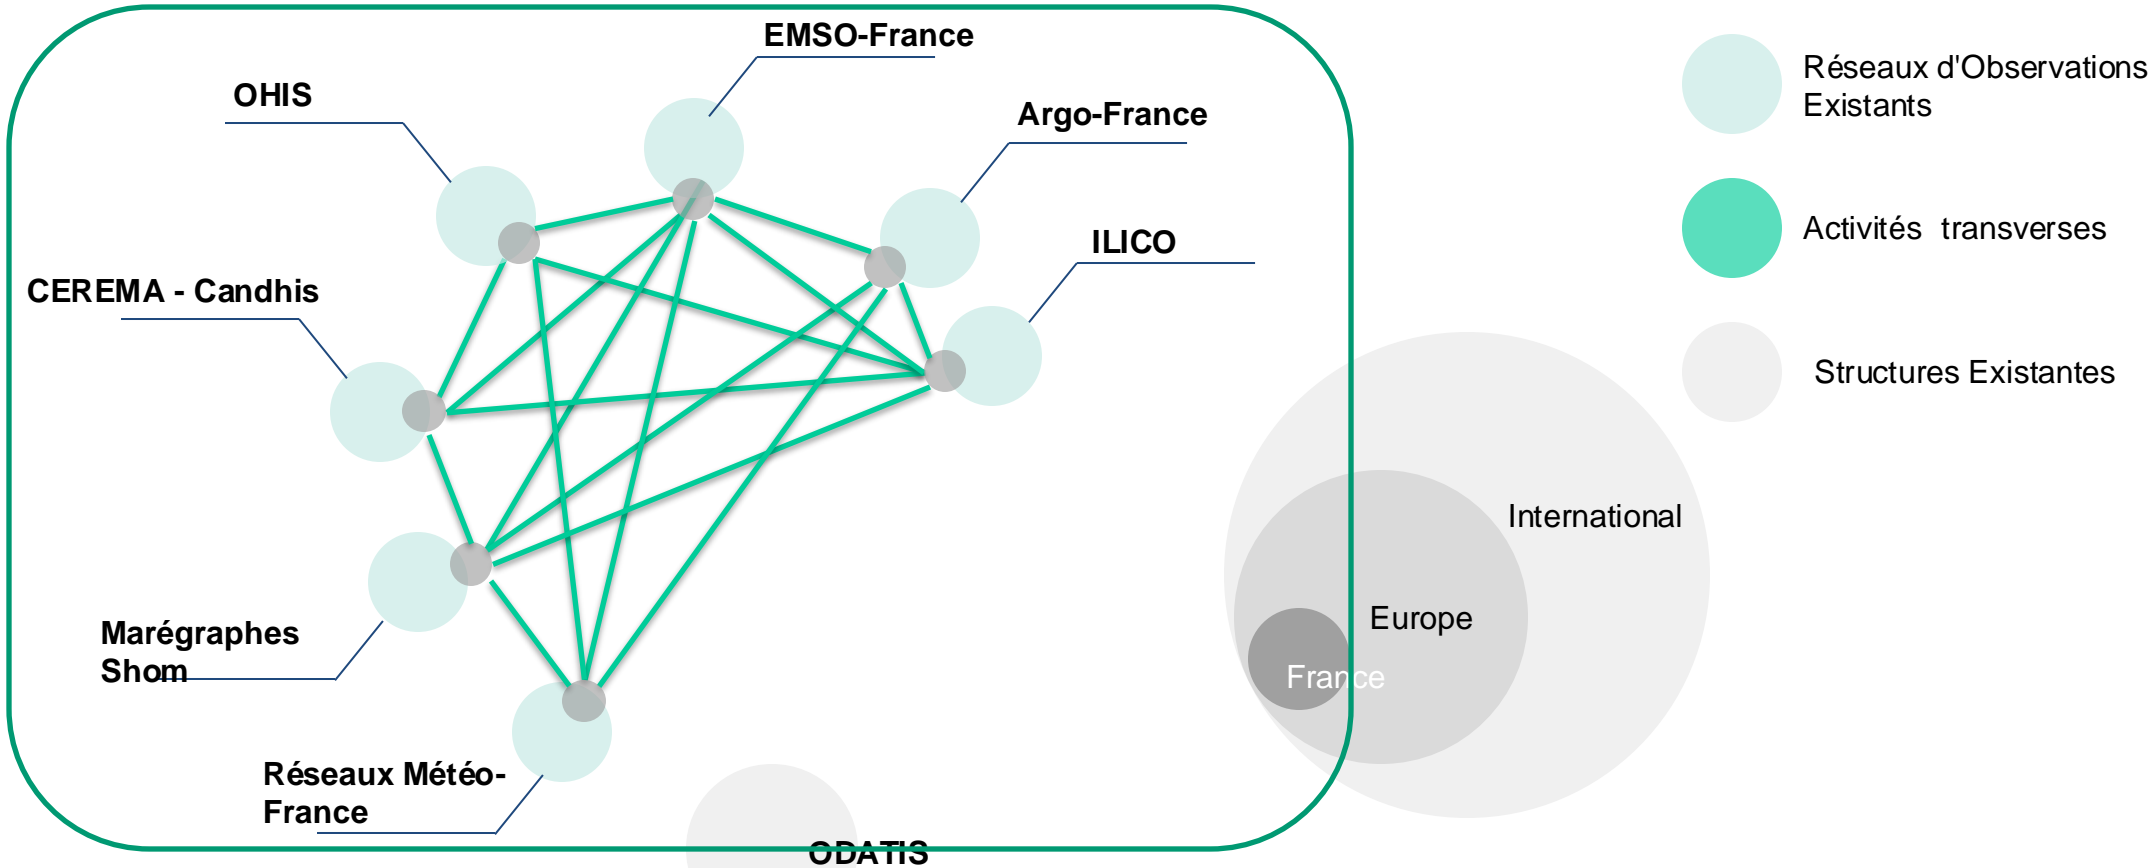 EMSO-France
OHIS
Argo-France
ILICO
CEREMA - Candhis
Marégraphes
Shom
Réseaux Météo-
France
ODATIS
International
Europe
France
Réseaux d'Observations
Existants
Activités transverses
Structures Existantes